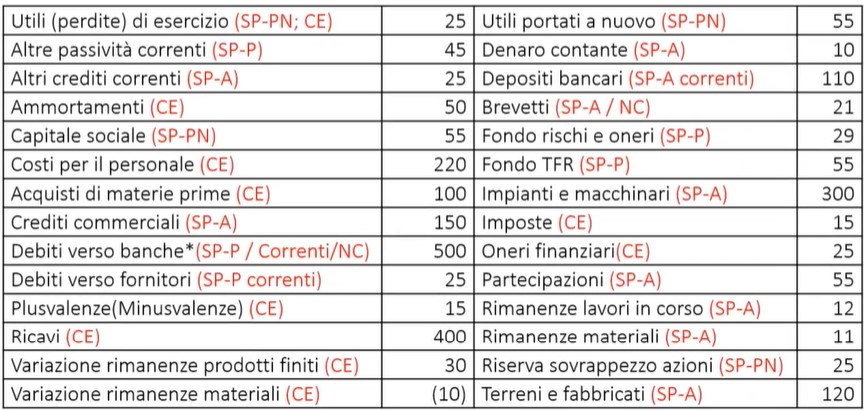 Utili (perdite) di esercizio (SP-PN; CE) 25 Utili portati a nuovo (SP-PN) 55
Altre passività correnti (SP-P) 45 Denaro contante (SP-A) 10
Altri crediti correnti (SP-A) 25 Depositi bancari (SP-A correnti) 110
Ammortamenti (CE) 50 Brevetti (SP-A / NC) 21
Capitale sociale (SP-PN) 55 Fondo rischi e oneri (SP-P) 29
Costi per il personale (CE) 220 Fondo TFR (SP-P) 55
Acquisti di materie prime (CE) 100 Impianti e macchinari (SP-A) 300
Crediti commerciali (SP-A) 150 Imposte (CE) 15
Debiti verso banche*(SP-P / Correnti/NC) 500 Oneri finanziari(CE) 25
Debiti verso fornitori (SP-P correnti) 25 Partecipazioni (SP-A) 55
Plusvalenze(Minusvalenze) (CE) 15 Rimanenze lavori in corso (SP-A) 12
Ricavi (CE) 400 Rimanenze materiali (SP-A) 11
Variazione rimanenze prodotti finiti (CE) 30 Riserva sovrappezzo azioni (SP-PN) 25
Variazione rimanenze materiali (CE) (10) Terreni e fabbricati (SP-A) 120